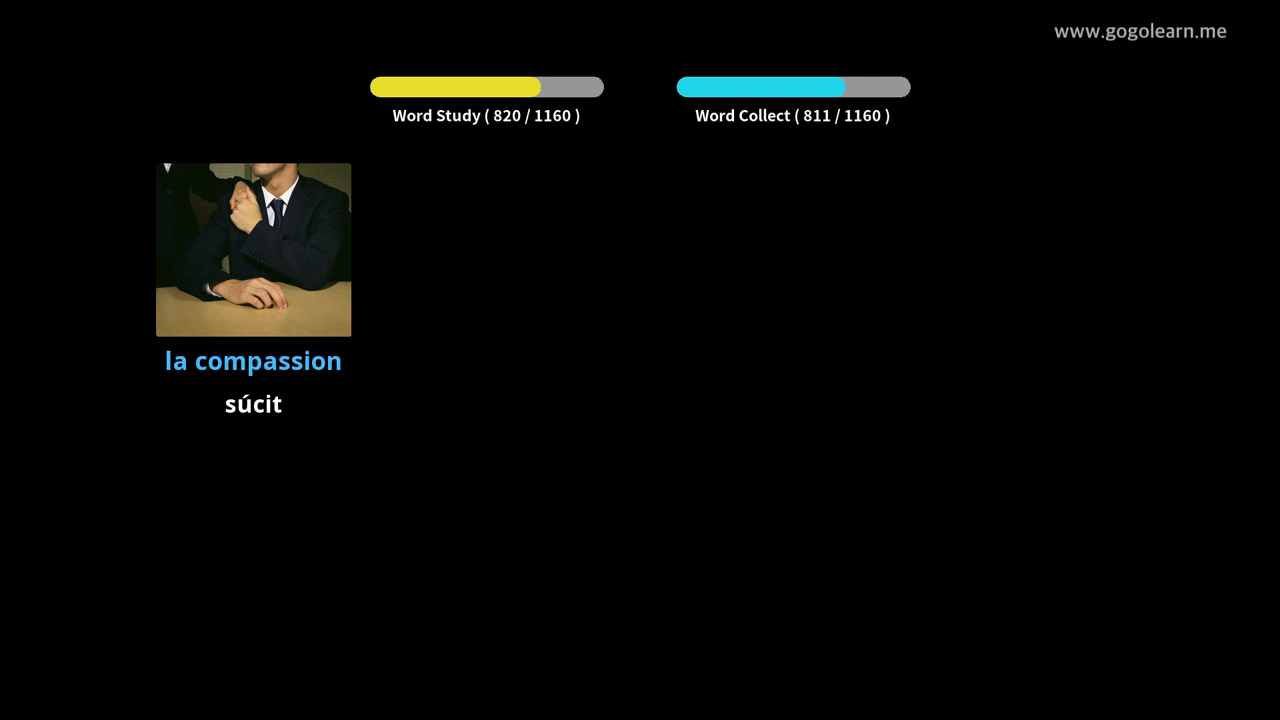 www.gogolearn.me
Word Study ( 820 / 1160 )
Word Collect ( 811 / 1160 )
la compassion
súcit